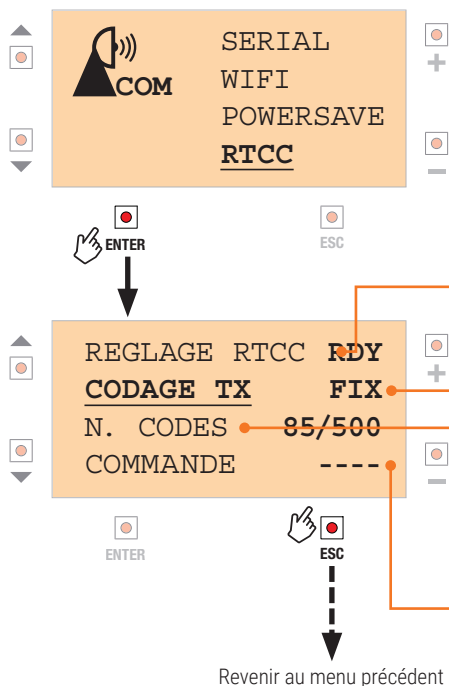 SERIAL
COM WIFI
POWERSAVE
RTCC
ENTER ESC
REGLAGE RTCC RDY
CODAGE TX FIX
N. CODES 85/500
COMMANDE ----
ENTER ESC
Revenir au menu précédent